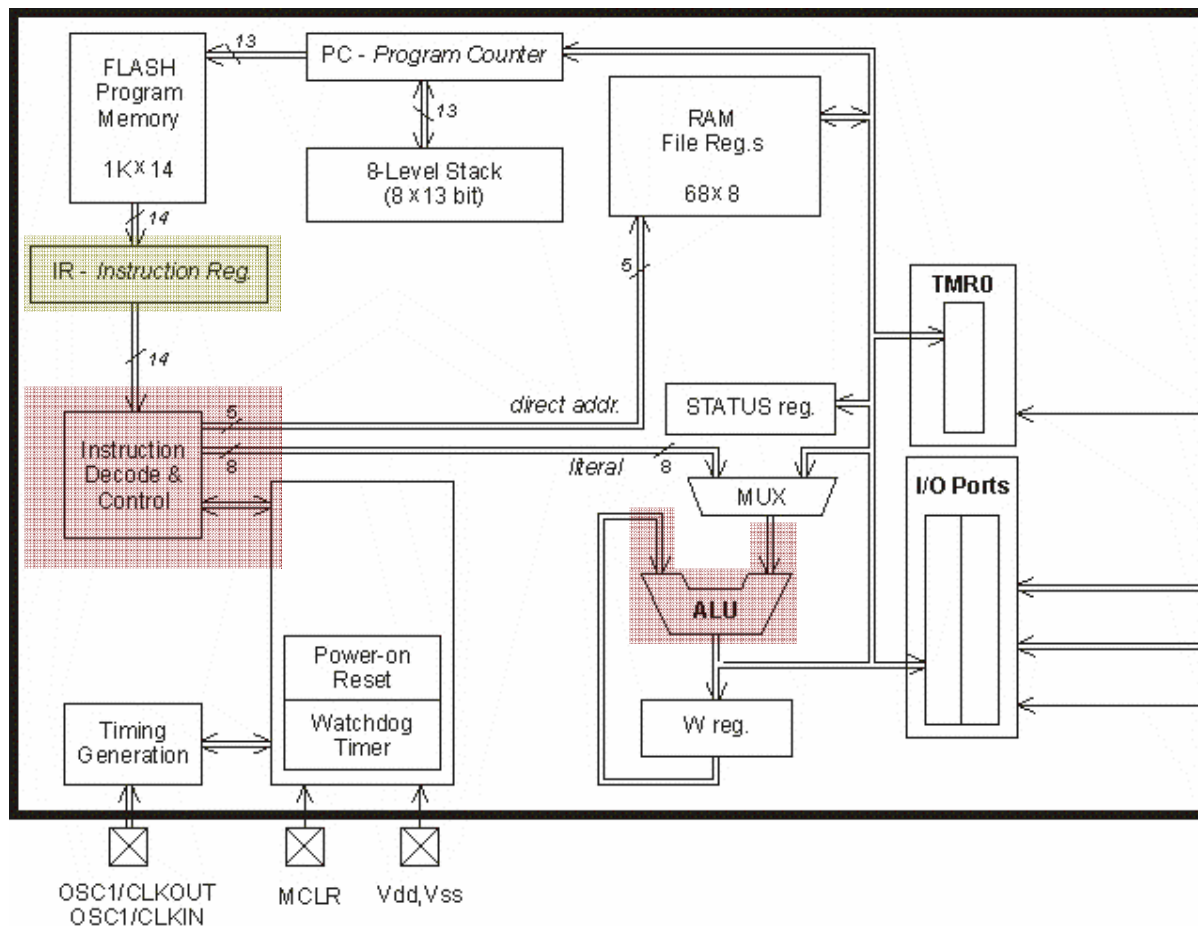 13
PC - Program Counter
FLASH
Program
Memory
1K X 14
13
8-Level Stack
(8 X 13 bit)
RAM
File Reg.s
68X 8
14
IR - Instruction Reg.
5
TMR0
14
direct addr.
STATUS reg.
5
8
literal
8
Instruction
Decode &
Control
MUX
I/O Ports
ALU
Power-on
Reset
Watchdog
Timer
Timing
Generation
W reg.
OSC1/CLKOUT
OSC1/CLKIN
MCLR
Vdd,Vss